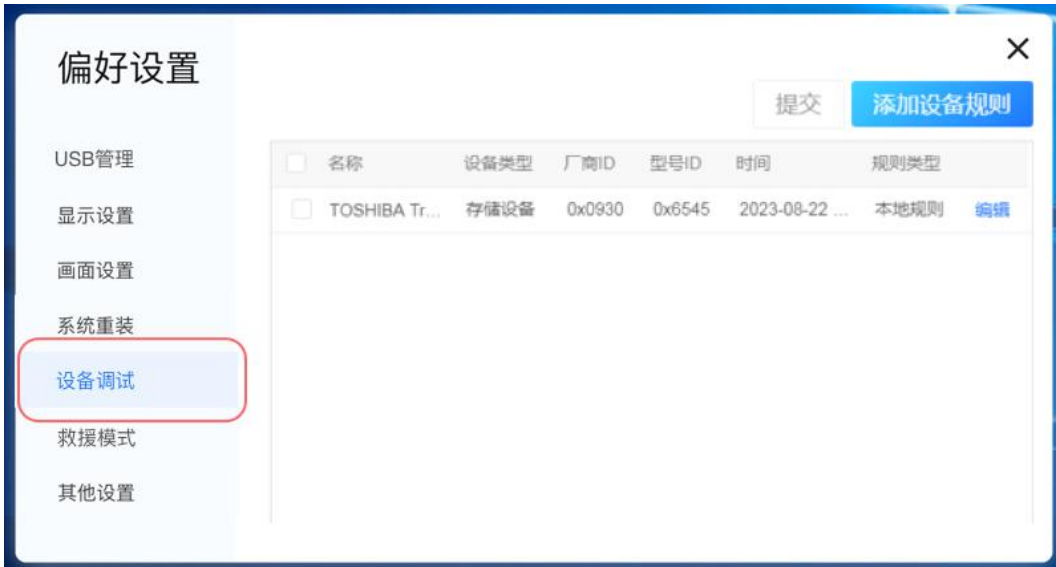 偏好设置
提交 添加设备规则
USB管理
显示设置
画面设置
系统重装
设备调试
救援模式
其他设置
名称 设备类型 厂商ID 型号ID 时间 规则类型
TOSHIBA Tr... 存储设备 0x0930 0x6545 2023-08-22 ... 本地规则 编辑